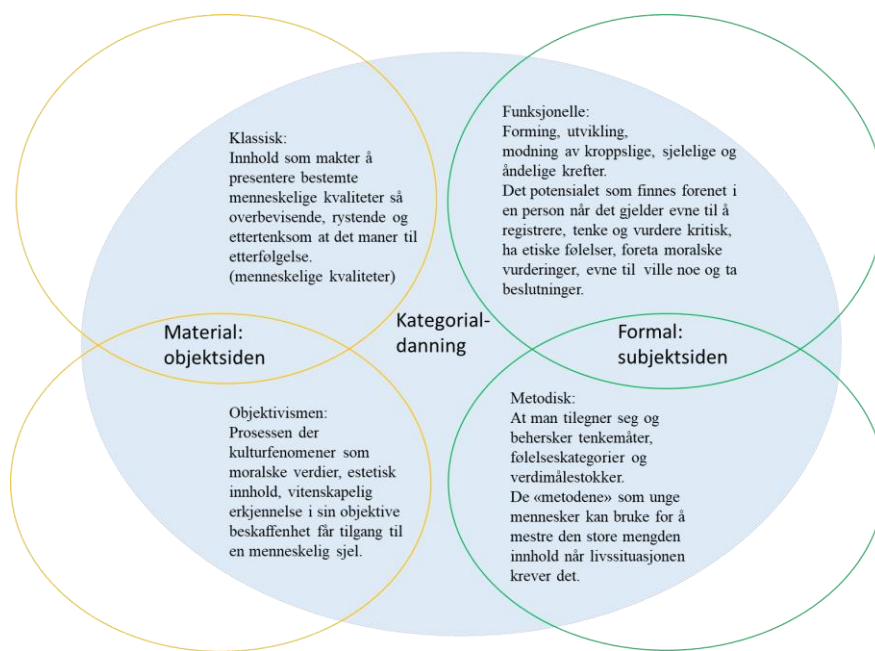 Klassisk:
Innhold som makter å
presentere bestemte
menneskelige kvaliteter så
overbevisende, rystende og
ettertenksom at det maner til
etterfølgelse.
(menneskelige kvaliteter)
Funksjonelle:
Forming, utvikling,
modning av kroppslige, sjelelige og
åndelige krefter.
Det potensialet som finnes forenet i
en person når det gjelder evne til å
registrere, tenke og vurdere kritisk,
ha etiske følelser, foreta moralske
vurderinger, evne til ville noe og ta
beslutninger.
Material:
objektsiden
Kategorial-
danning
Formal:
subjektsiden
Objektivismen:
Prosessen der
kulturfenomener som
moralske verdier, estetisk
innhold, vitenskapelig
erkjennelse i sin objektive
beskaffenhet får tilgang til
en menneskelig sjel.
Metodisk:
At man tilegner seg og
behersker tenkemåter,
følelseskategorier og
verdimålestokker.
De «metodene» som unge
mennesker kan bruke for å
mestre den store mengden
innhold når livssituasjonen
krever det.